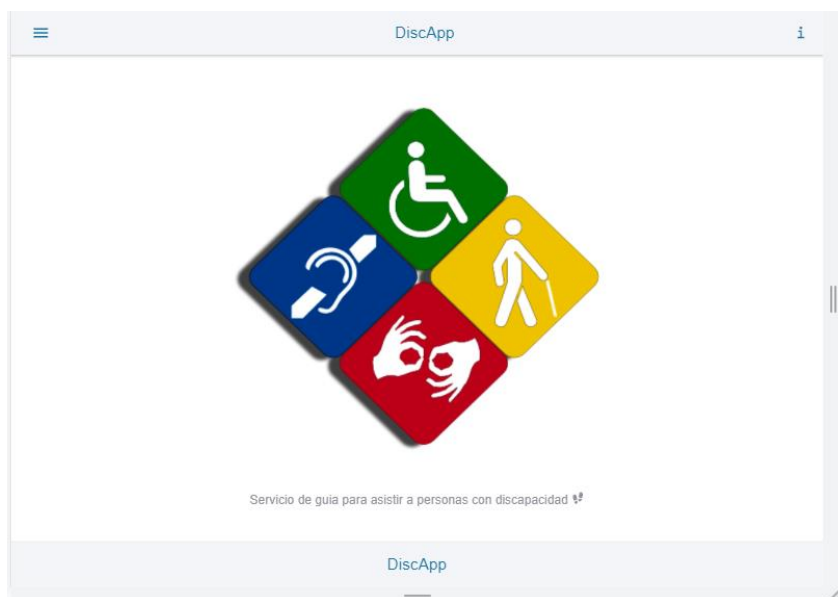 DiscApp
Servicio de guia para asistir a personas con discapacidad
DiscApp